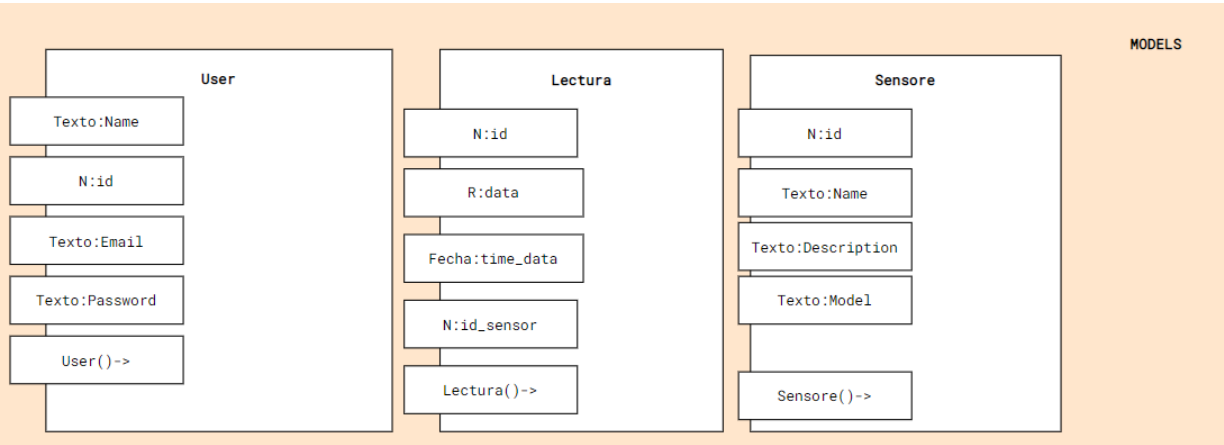 MODELS
User
Texto:Name
N:id
Texto:Email
Texto:Password
User()->
Lectura
N:id
R:data
Fecha:time_data
N:id_sensor
Lectura()->
Sensore
N:id
Texto:Name
Texto:Description
Texto:Model
Sensore()->